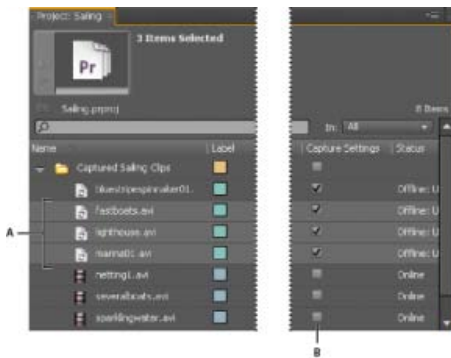 Project: Sailing
3 Items Selected
Pr
Sailing.prproj
8 Items
In: All
Name Label Capture Settings Status
Captured Sailing Clips
bluestripespinnaker01. Offline: U
fastboats.avi Offline: U
lighthouse.avi Offline: U
marina01.avi Offline: U
netting1.avi Online
severalboats.avi Online
sparklingwater.avi Online
A
B